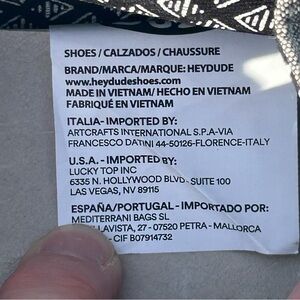 SHOES / CALZADOS / CHAUSSURE
BRAND/MARCA/MARQUE: HEYDUDE
www.heydudeshoes.com
MADE IN VIETNAM/ HECHO EN VIETNAM
FABRIQUÉ EN VIETNAM
ITALIA- IMPORTED BY:
ARTCRAFTS INTERNATIONAL S.P.A-VIA
FRANCESCO DATINI 44-50126-FLORENCE-ITALY
U.S.A. - IMPORTED BY:
LUCKY TOP INC
6335 N. HOLLYWOOD BLVD- SUITE 100
LAS VEGAS, NV 89115
ESPAÑA/PORTUGAL - IMPORTADO POR:
MEDITERRANI BAGS SL
27 - 07520 PETRA - MALLORCA
- CIF B07914732